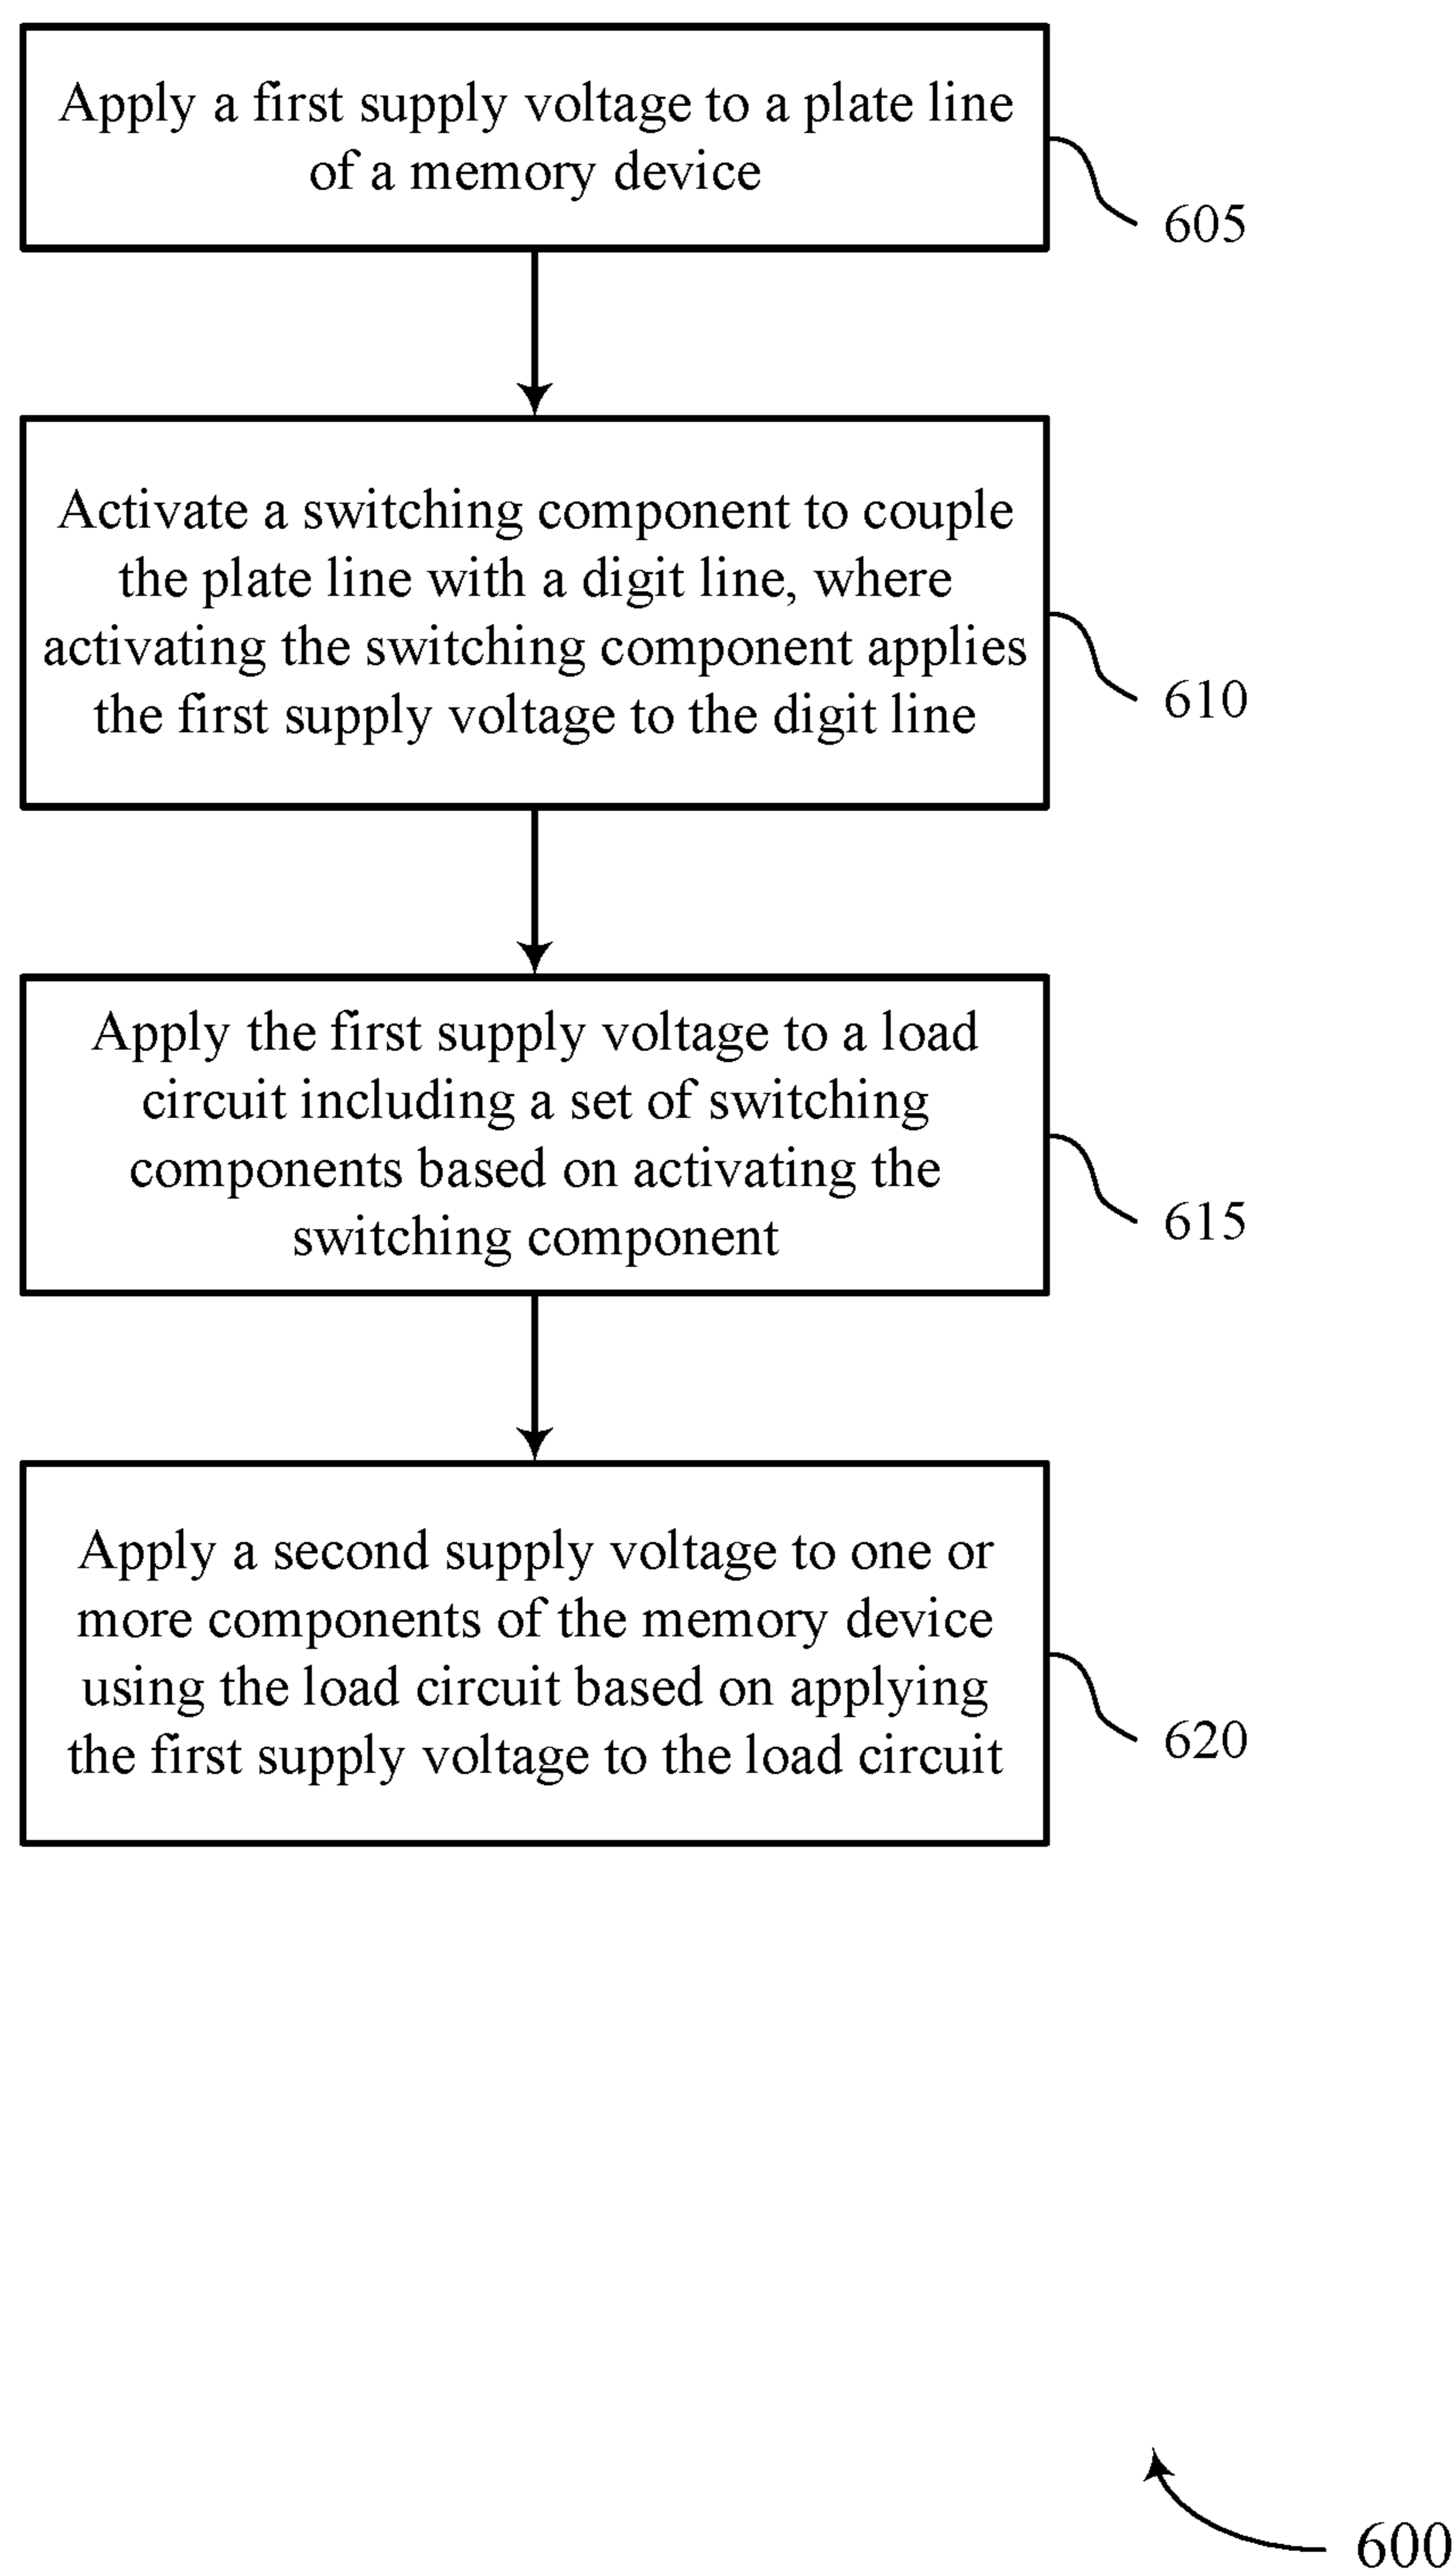 Apply a first supply voltage to a plate line
of a memory device
605
Activate a switching component to couple
the plate line with a digit line, where
activating the switching component applies
the first supply voltage to the digit line
610
Apply the first supply voltage to a load
circuit including a set of switching
components based on activating the
switching component
615
Apply a second supply voltage to one or
more components of the memory device
using the load circuit based on applying
the first supply voltage to the load circuit
620
600